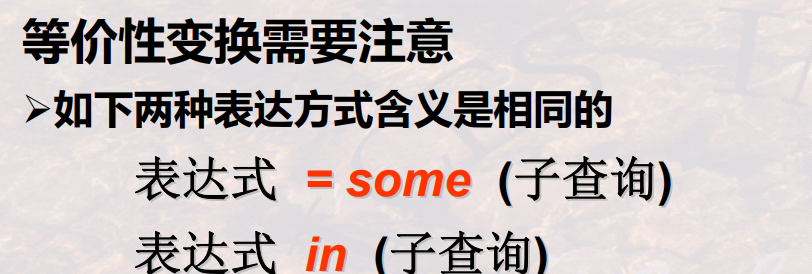 等价性变换需要注意
➢如下两种表达方式含义是相同的
表达式 = some (子查询)
表达式 in (子查询)